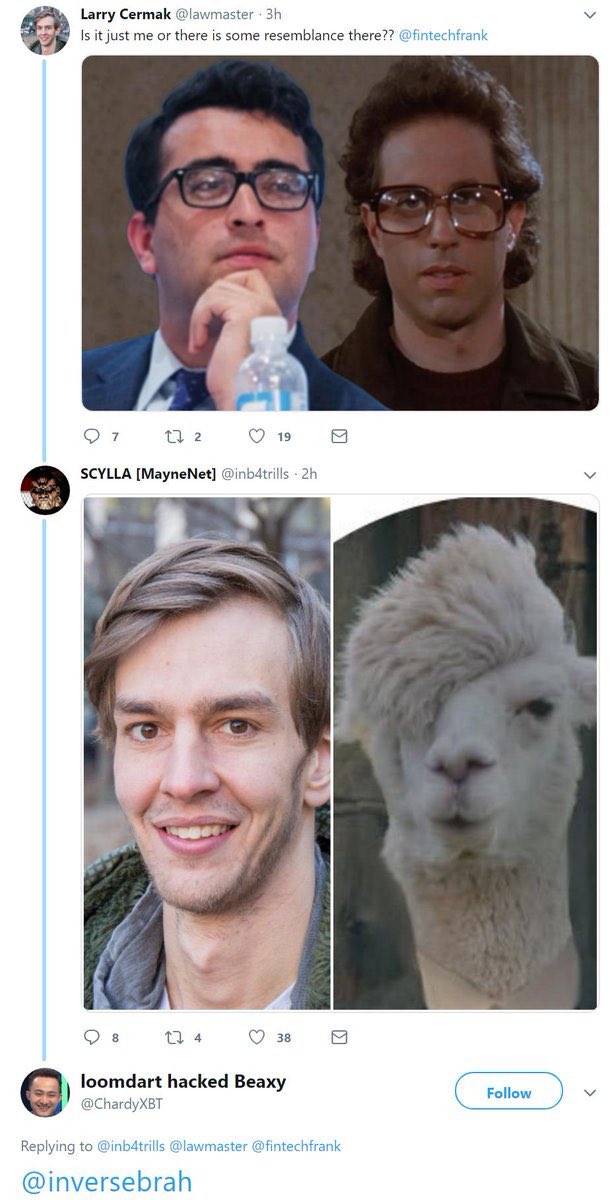 Larry Cermak @lawmaster · 3h
Is it just me or there is some resemblance there?? @fintechfrank
7 2 19
SCYLLA [MayneNet] @inb4trills · 2h
8 4 38
loomdart hacked Beaxy
@ChardyXBT
Follow
Replying to @inb4trills @lawmaster @fintechfrank
@inversebrah